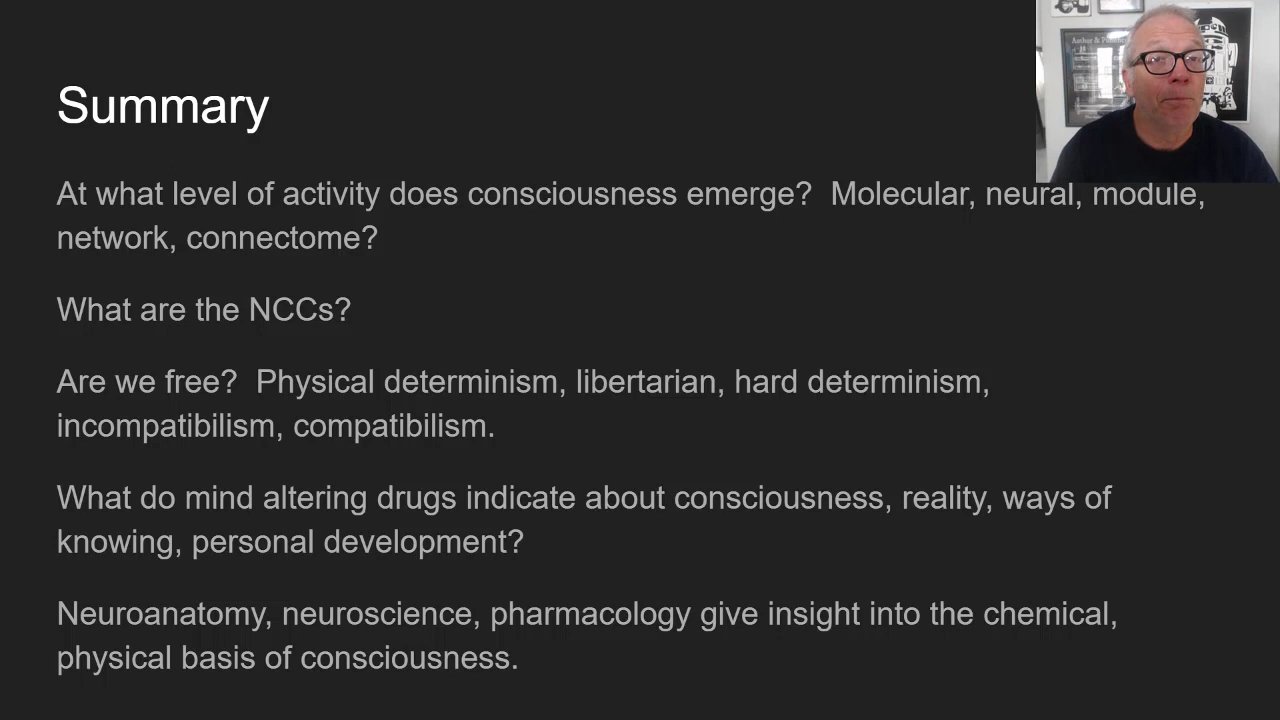 Summary
At what level of activity does consciousness emerge?  Molecular, neural, module,
network, connectome?
What are the NCCs?
Are we free?  Physical determinism, libertarian, hard determinism,
incompatibilism, compatibilism.
What do mind altering drugs indicate about consciousness, reality, ways of
knowing, personal development?
Neuroanatomy, neuroscience, pharmacology give insight into the chemical,
physical basis of consciousness.